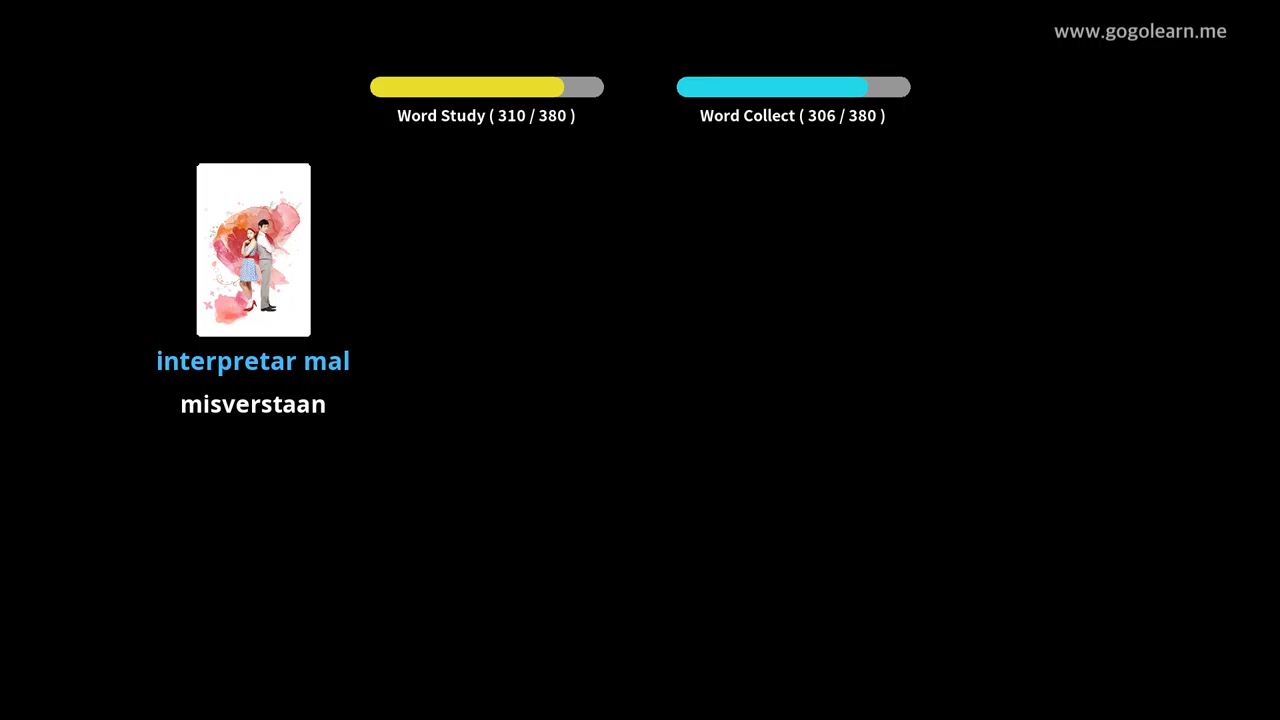 www.gogolearn.me
Word Study ( 310 / 380 )
Word Collect ( 306 / 380 )
interpretar mal
misverstaan